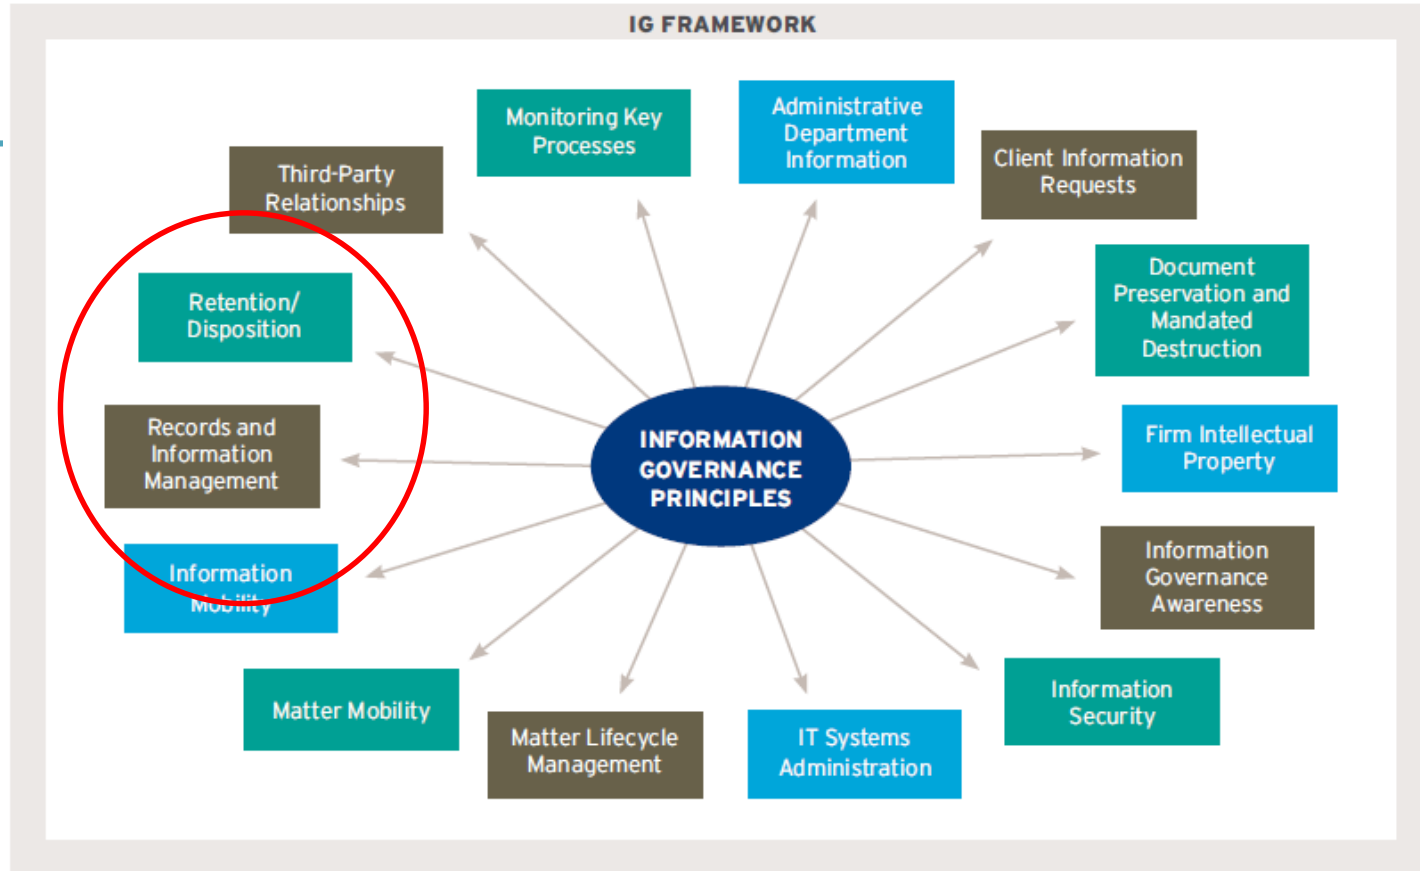 IG FRAMEWORK
Monitoring Key
Processes
Administrative
Department
Information
Client Information
Requests
Third-Party
Relationships
Document
Preservation and
Mandated
Destruction
Retention/
Disposition
Records and
Information
Management
INFORMATION
GOVERNANCE
PRINCIPLES
Firm Intellectual
Property
Information
Mobility
Information
Governance
Awareness
Matter Mobility
Matter Lifecycle
Management
IT Systems
Administration
Information
Security